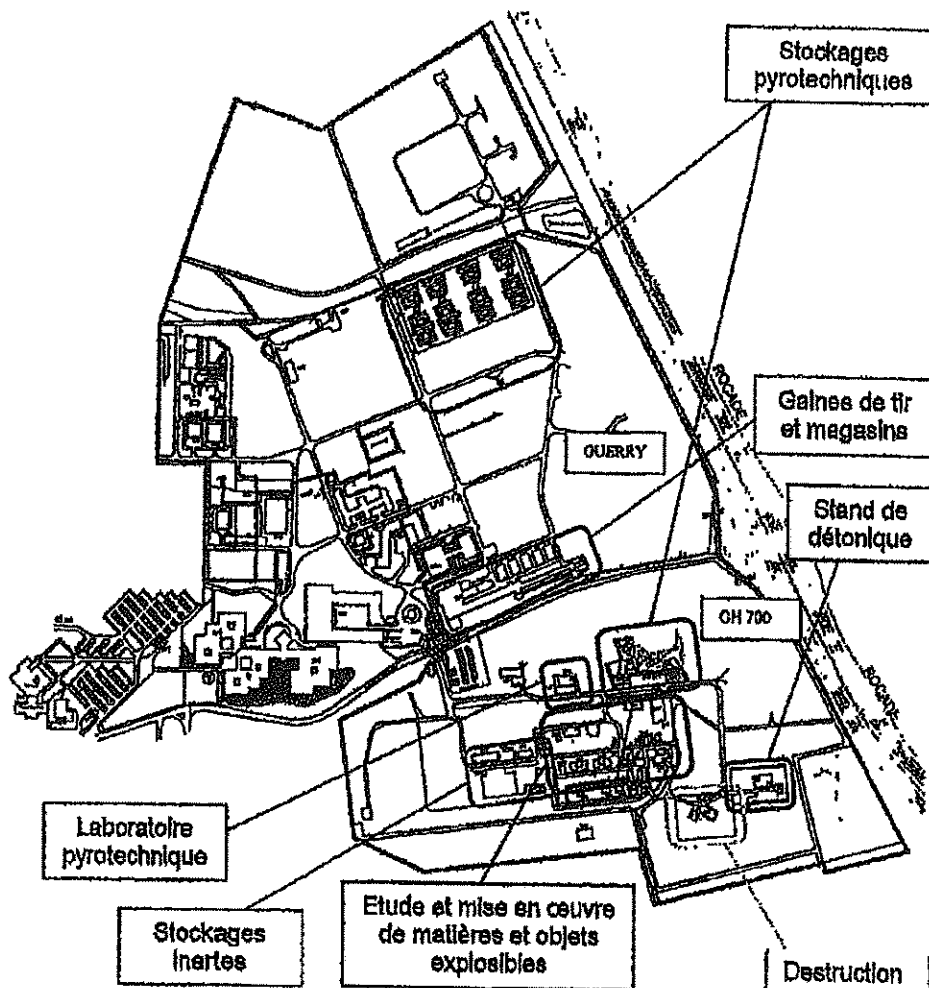 Stockages
pyrotechniques
ROCADE
Gaines de tir
et magasins
GUERRY
Stand de
détonique
GH 700
ROCADE
Laboratoire
pyrotechnique
Stockages
inertes
Etude et mise en œuvre
de matières et objets
explosibles
Destruction